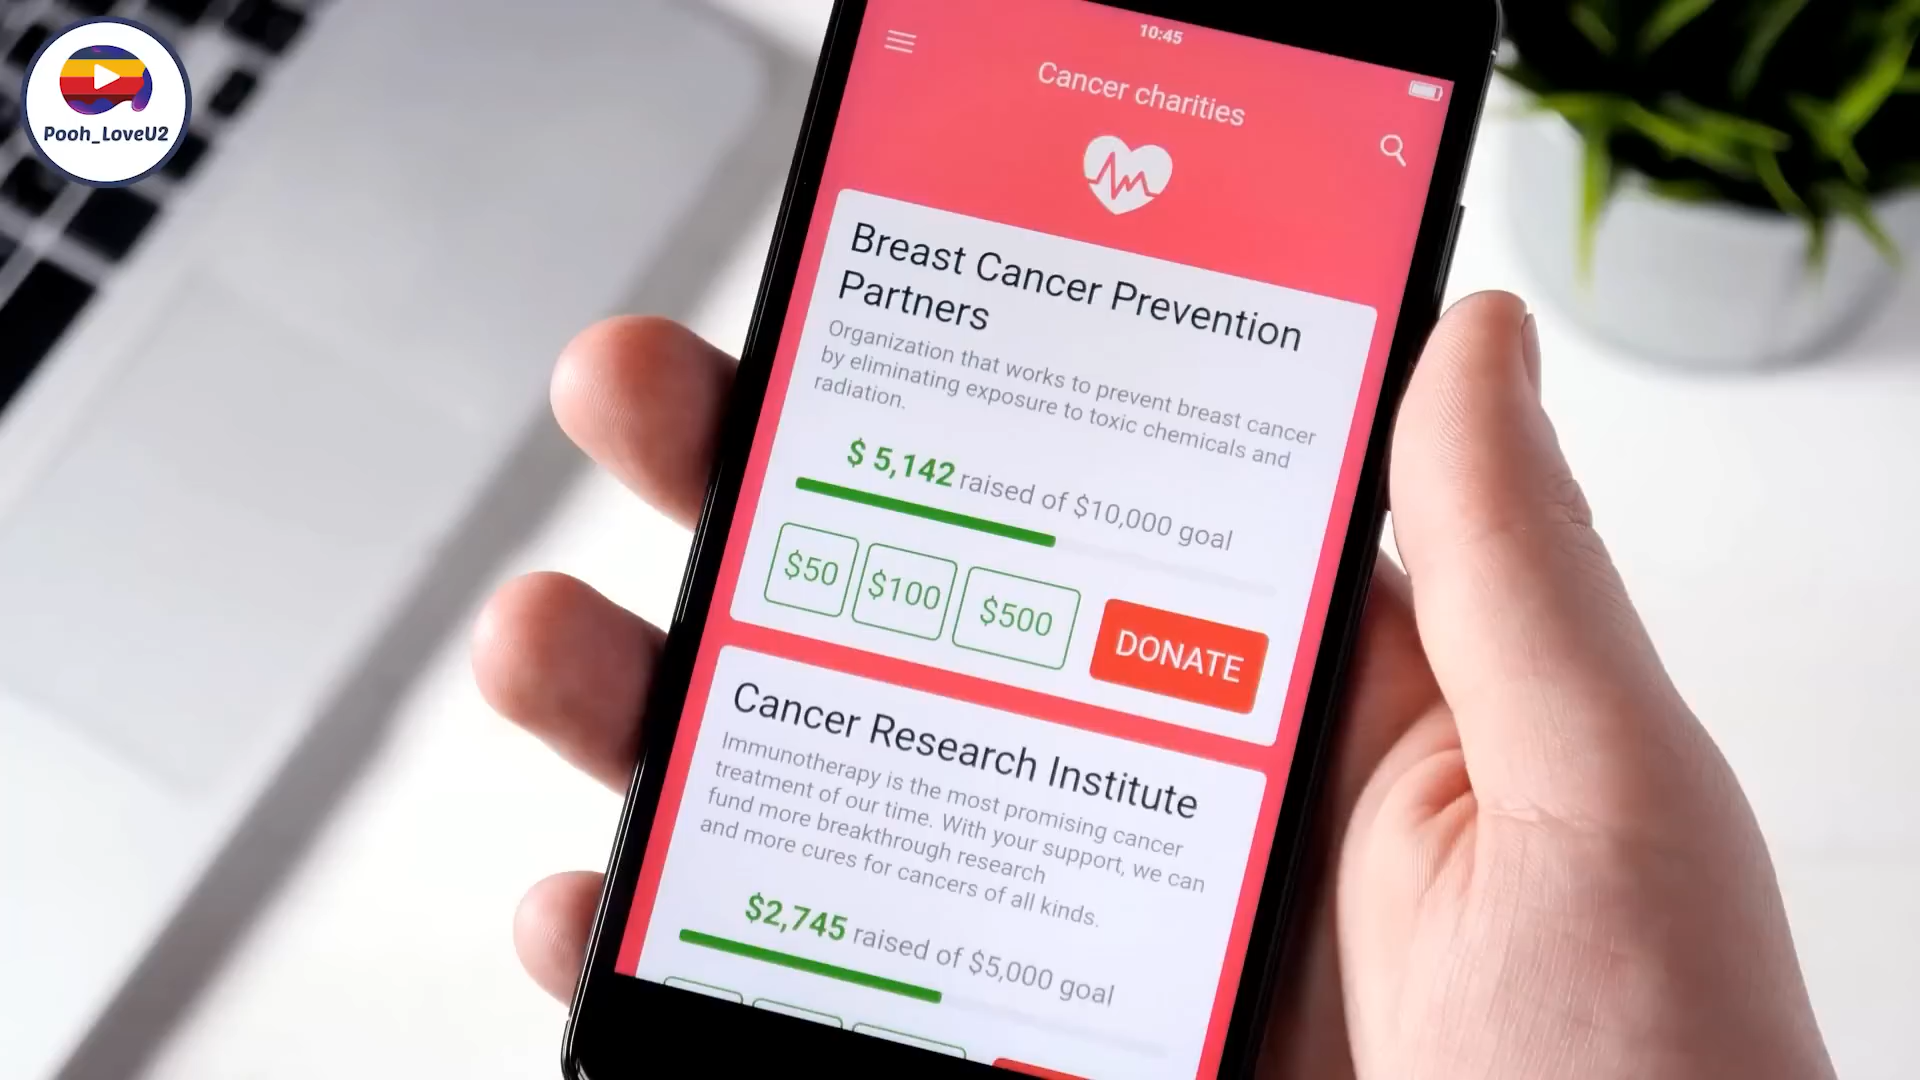 Pooh_LoveU2
10:45
Cancer charities
Breast Cancer Prevention
Partners
Organization that works to prevent breast cancer
by eliminating exposure to toxic chemicals and
radiation.
$ 5,142 raised of $10,000 goal
$50 $100 $500 DONATE
Cancer Research Institute
Immunotherapy is the most promising cancer
treatment of our time. With your support, we can
fund more breakthrough research
and more cures for cancers of all kinds.
$2,745 raised of $5,000 goal